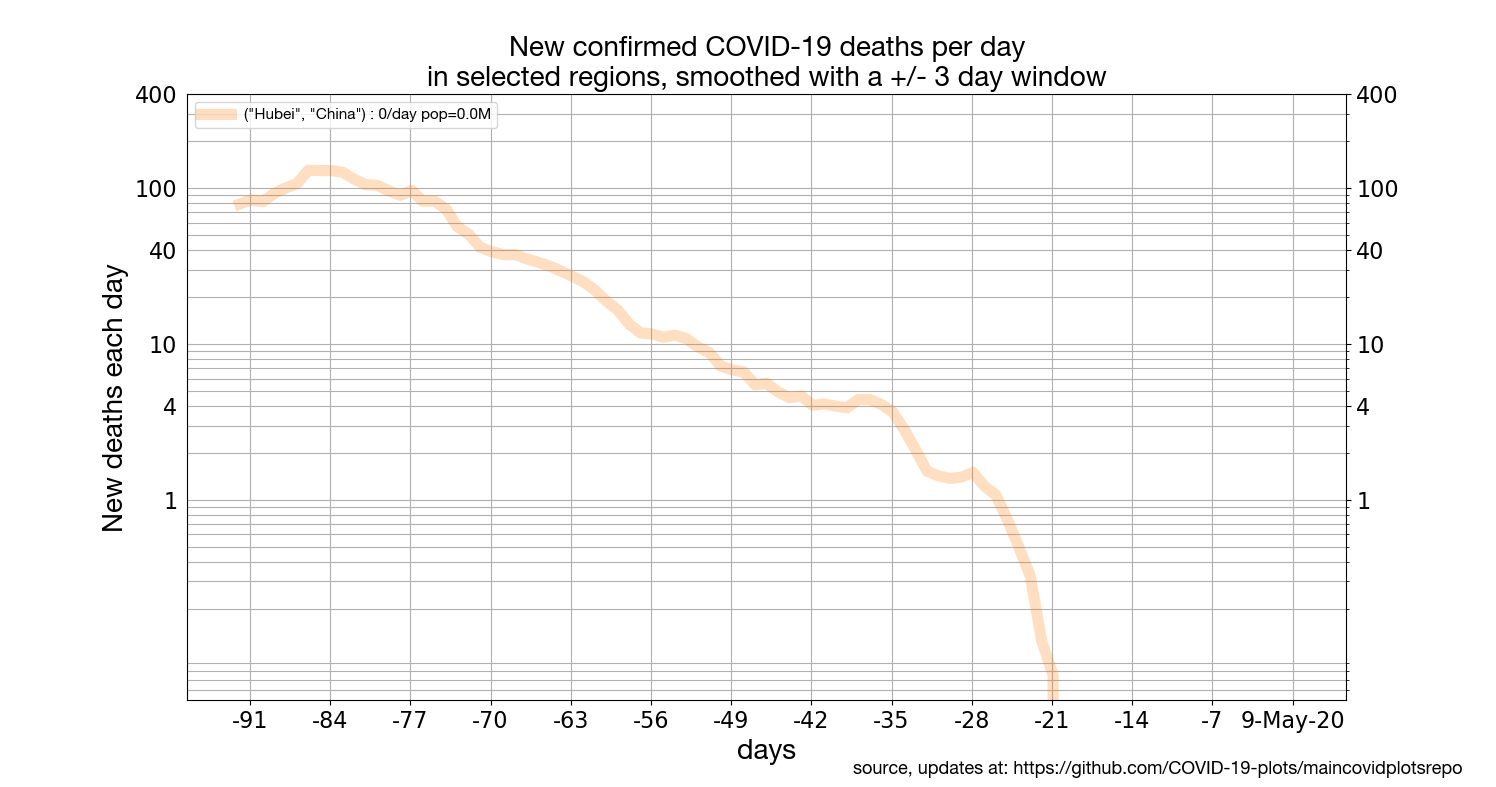 New confirmed COVID-19 deaths per day
in selected regions, smoothed with a +/- 3 day window
("Hubei", "China") : 0/day pop=0.0M
New deaths each day
400
100
40
10
4
1
400
100
40
10
4
1
-91 -84 -77 -70 -63 -56 -49 -42 -35 -28 -21 -14 -7 9-May-20
days
source, updates at: https://github.com/COVID-19-plots/maincovidplotsrepo